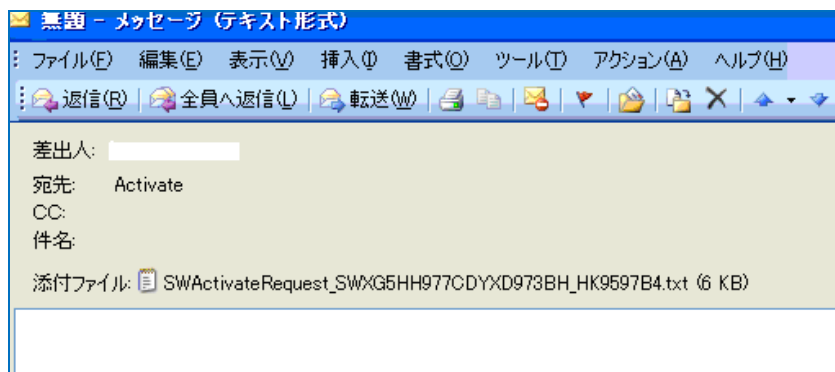 無題 - メッセージ (テキスト形式)
ファイル(F) 編集(E) 表示(V) 挿入(I) 書式(O) ツール(T) アクション(A) ヘルプ(H)
返信(R) 全員へ返信(L) 転送(W)
差出人:
宛先: Activate
CC:
件名:
添付ファイル: SWActivateRequest_SWXG5HH977CDYXD973BH_HK9597B4.txt (6 KB)